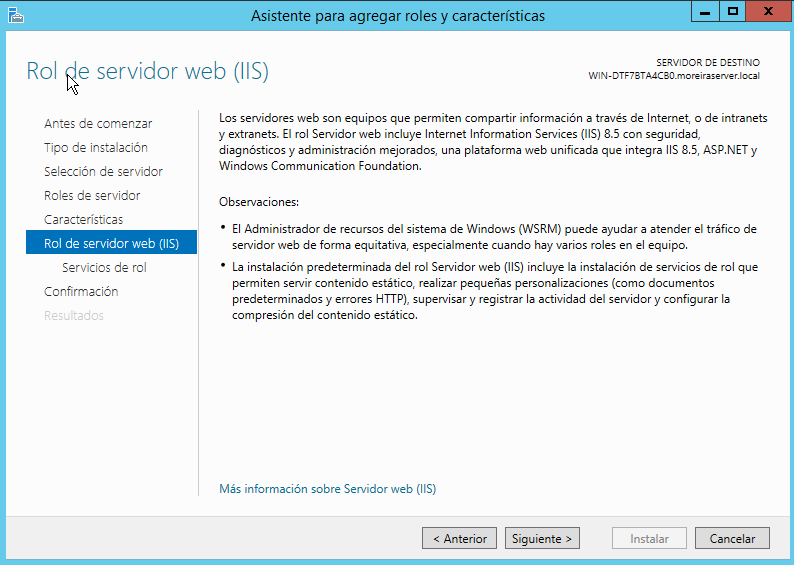 Asistente para agregar roles y características
Rol de servidor web (IIS)
SERVIDOR DE DESTINO
WIN-DTF7BTA4CB0.moreiraserver.local
Antes de comenzar
Tipo de instalación
Selección de servidor
Roles de servidor
Características
Rol de servidor web (IIS)
Servicios de rol
Confirmación
Resultados
Los servidores web son equipos que permiten compartir información a través de Internet, o de intranets
y extranets. El rol Servidor web incluye Internet Information Services (IIS) 8.5 con seguridad,
diagnósticos y administración mejorados, una plataforma web unificada que integra IIS 8.5, ASP.NET y
Windows Communication Foundation.
Observaciones:
• El Administrador de recursos del sistema de Windows (WSRM) puede ayudar a atender el tráfico de
servidor web de forma equitativa, especialmente cuando hay varios roles en el equipo.
• La instalación predeterminada del rol Servidor web (IIS) incluye la instalación de servicios de rol que
permiten servir contenido estático, realizar pequeñas personalizaciones (como documentos
predeterminados y errores HTTP), supervisar y registrar la actividad del servidor y configurar la
compresión del contenido estático.
Más información sobre Servidor web (IIS)
< Anterior
Siguiente >
Instalar
Cancelar